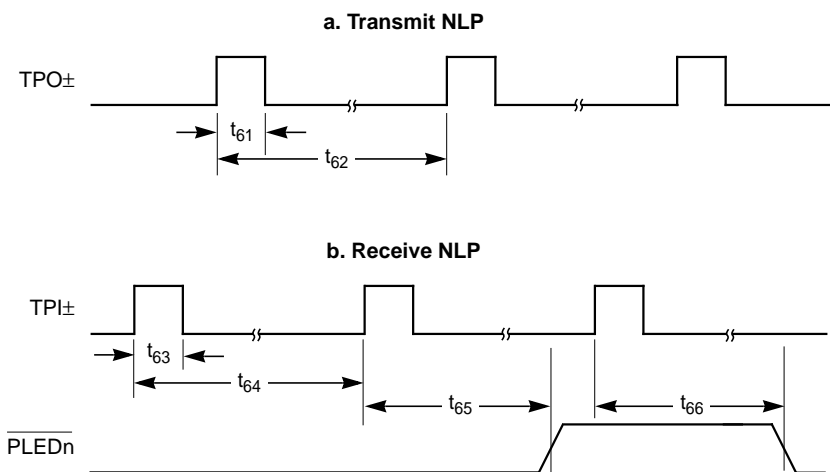 a. Transmit NLP
TPO±
t61
t62
b. Receive NLP
TPI±
t63
t64
t65
t66
PLEDn